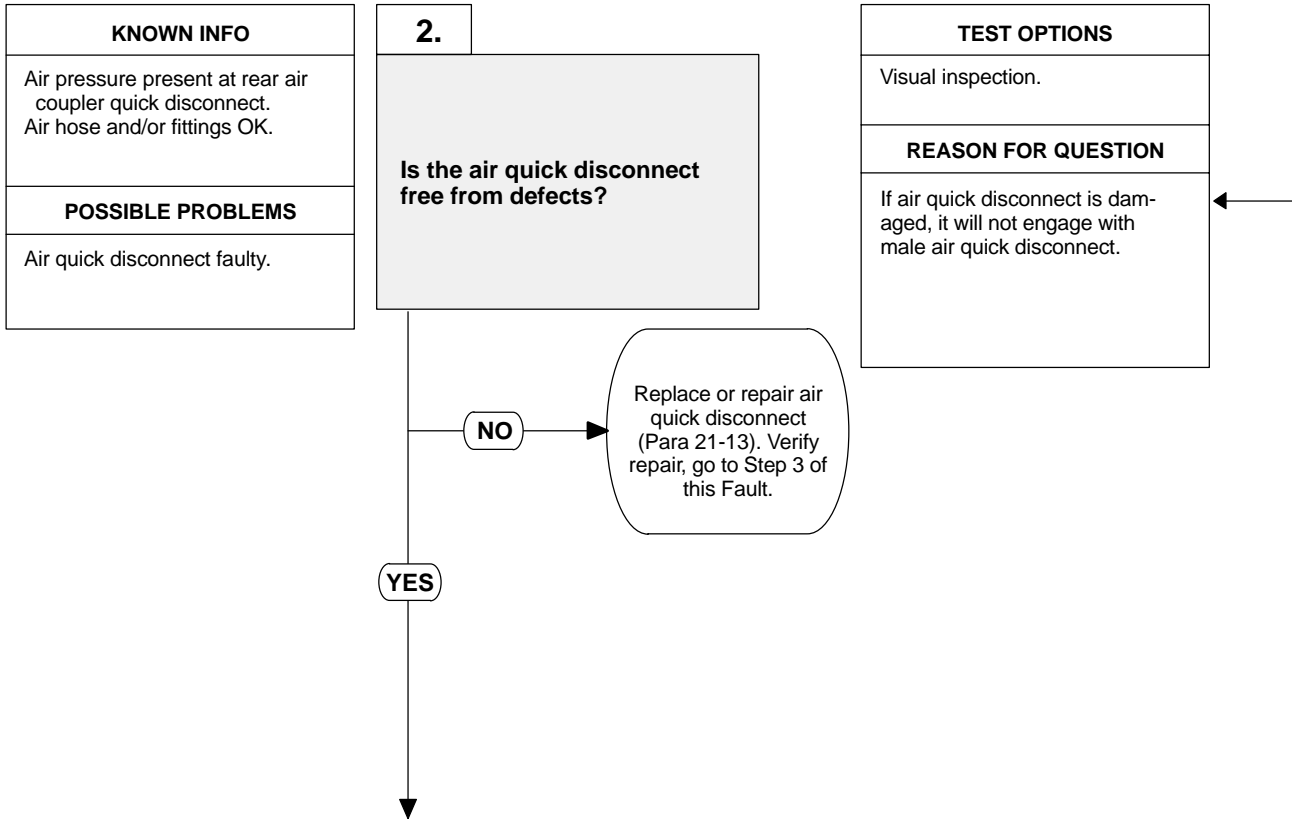 KNOWN INFO
Air pressure present at rear air
coupler quick disconnect.
Air hose and/or fittings OK.
POSSIBLE PROBLEMS
Air quick disconnect faulty.
2.
Is the air quick disconnect
free from defects?
TEST OPTIONS
Visual inspection.
REASON FOR QUESTION
If air quick disconnect is dam-
aged, it will not engage with
male air quick disconnect.
NO
Replace or repair air
quick disconnect
(Para 21-13). Verify
repair, go to Step 3 of
this Fault.
YES